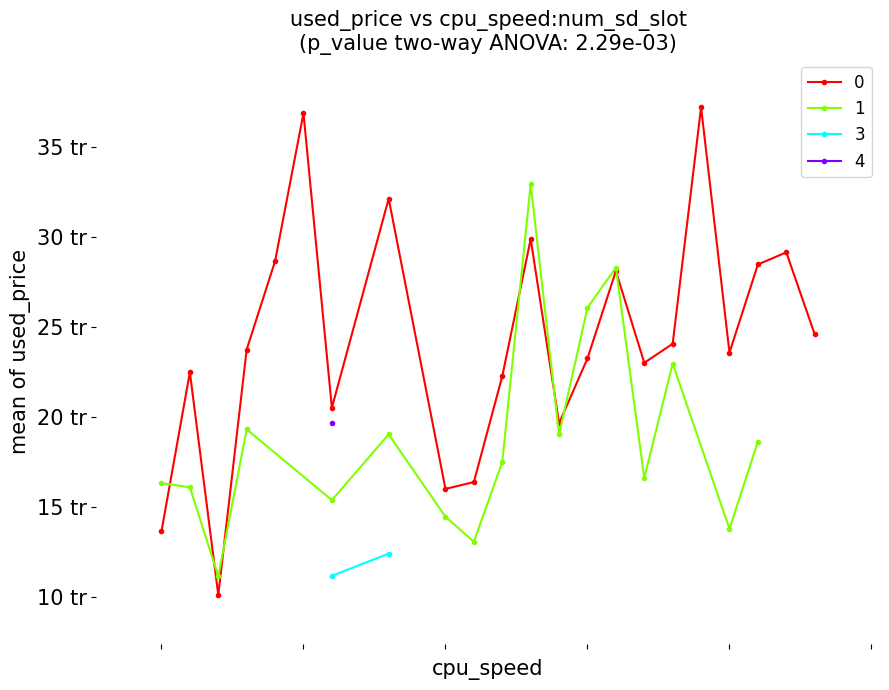 used_price vs cpu_speed:num_sd_slot
(p_value two-way ANOVA: 2.29e-03)
0
1
3
4
35 tr
30 tr
25 tr
20 tr
15 tr
10 tr
mean of used_price
cpu_speed